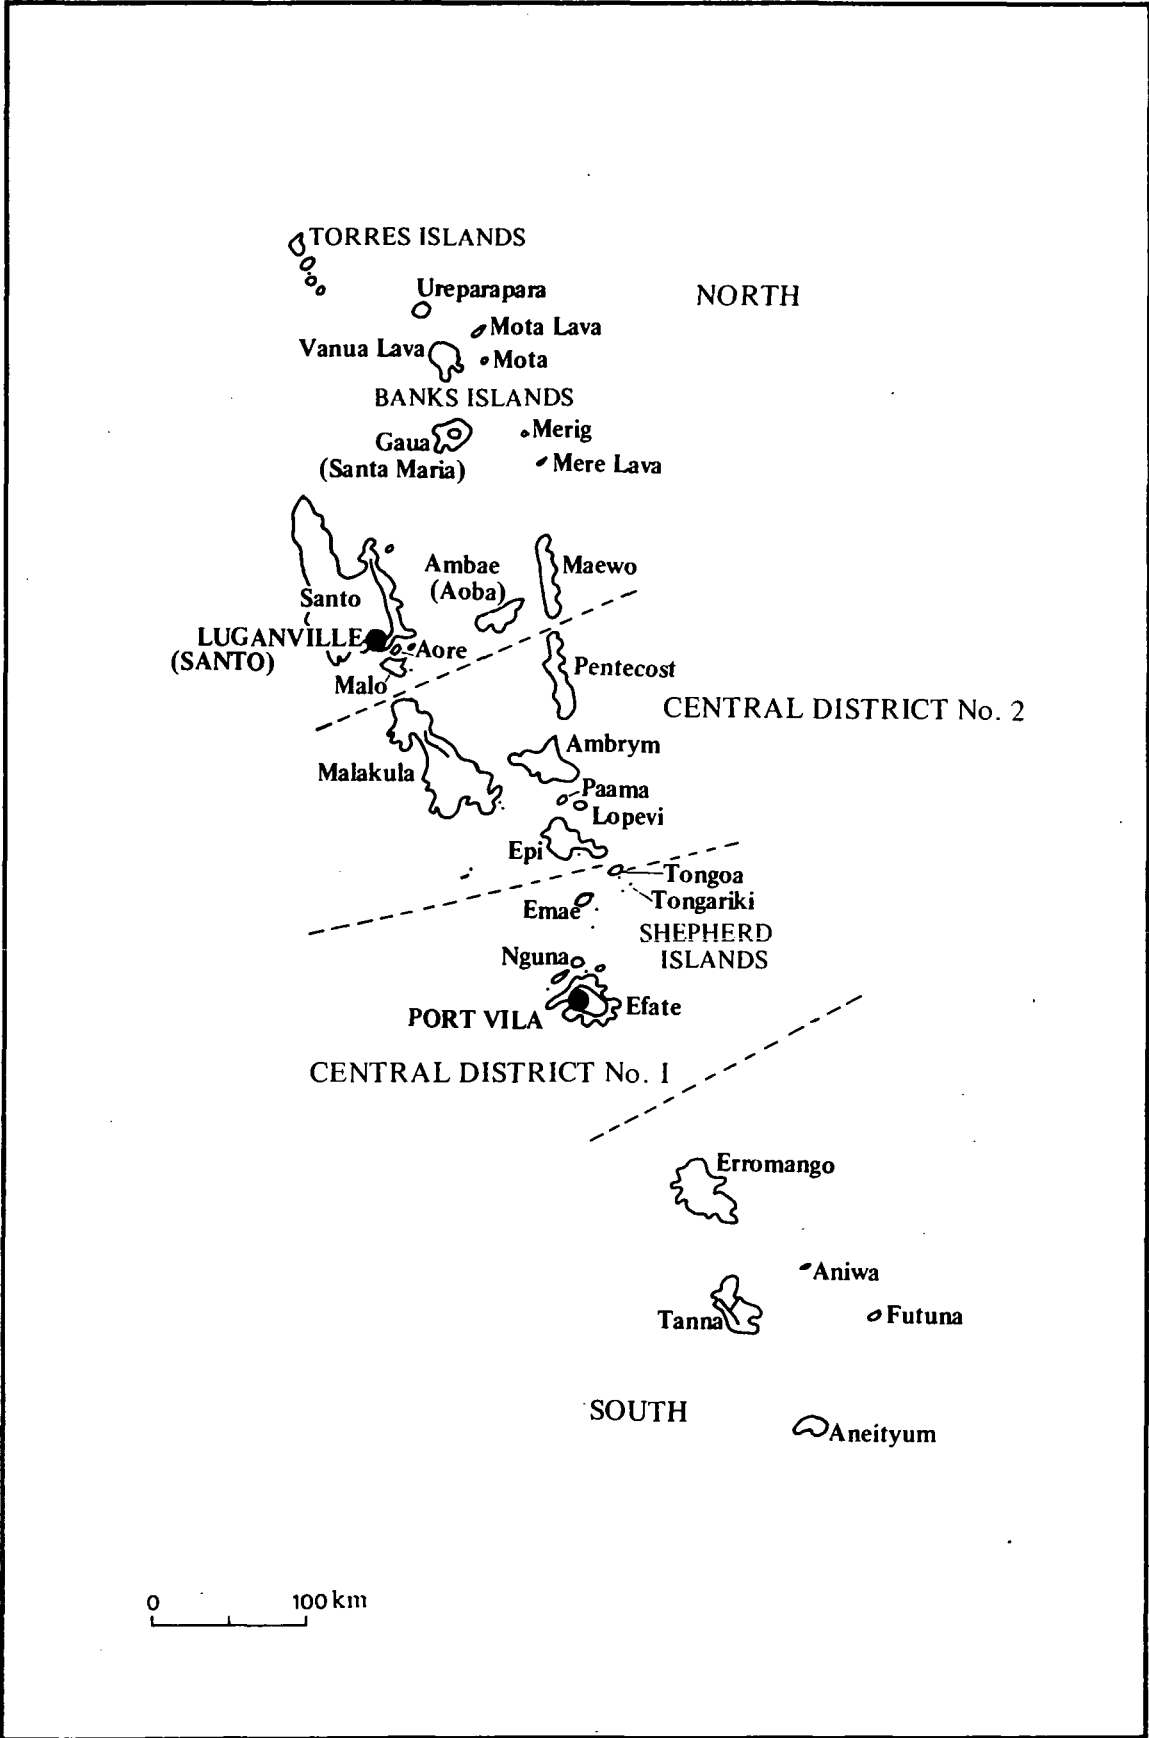 TORRES ISLANDS
Ureparapara
NORTH
Mota Lava
Vanua Lava
Mota
BANKS ISLANDS
Merig
Gaua
(Santa Maria)
Mere Lava
Ambae
(Aoba)
Maewo
Santo
LUGANVILLE
(SANTO)
Aore
Pentecost
Malo
CENTRAL DISTRICT No. 2
Ambrym
Malakula
Paama
Lopevi
Epi
Tongoa
Tongariki
Emae
SHEPHERD
ISLANDS
Nguna
Efate
PORT VILA
CENTRAL DISTRICT No. 1
Erromango
Aniwa
Tanna
Futuna
SOUTH
Aneityum
0 100 km